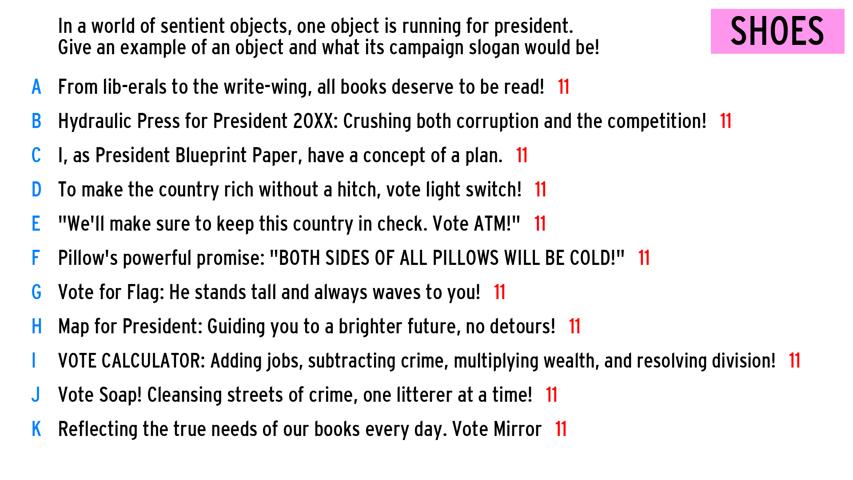 In a world of sentient objects, one object is running for president.
Give an example of an object and what its campaign slogan would be!
SHOES
A From lib-erals to the write-wing, all books deserve to be read! 11
B Hydraulic Press for President 20XX: Crushing both corruption and the competition! 11
C I, as President Blueprint Paper, have a concept of a plan. 11
D To make the country rich without a hitch, vote light switch! 11
E "We'll make sure to keep this country in check. Vote ATM!" 11
F Pillow's powerful promise: "BOTH SIDES OF ALL PILLOWS WILL BE COLD!" 11
G Vote for Flag: He stands tall and always waves to you! 11
H Map for President: Guiding you to a brighter future, no detours! 11
I VOTE CALCULATOR: Adding jobs, subtracting crime, multiplying wealth, and resolving division! 11
J Vote Soap! Cleansing streets of crime, one litterer at a time! 11
K Reflecting the true needs of our books every day. Vote Mirror 11